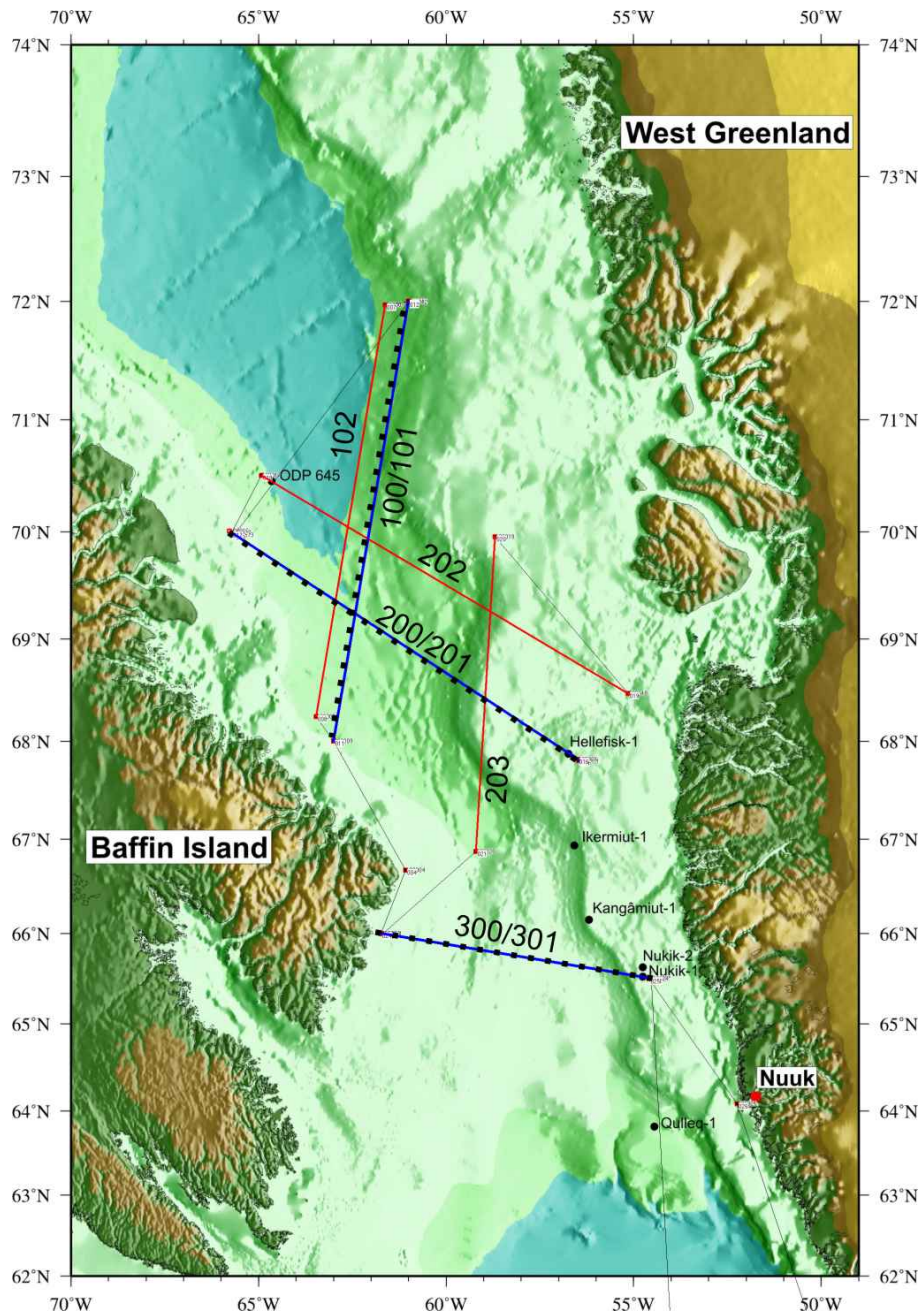 70°W 65°W 60°W 55°W 50°W
74°N 74°N
West Greenland
73°N 73°N
72°N 72°N
71°N 71°N
102
100/101
ODP 645
70°N 70°N
202
200/201
69°N 69°N
Hellefisk-1
68°N 68°N
203
67°N 67°N
Baffin Island
Ikermiut-1
Kangâmiut-1
66°N 66°N
300/301
Nukik-2
Nukik-1
65°N 65°N
Nuuk
64°N 64°N
Qulleq-1
63°N 63°N
62°N 62°N
70°W 65°W 60°W 55°W 50°W